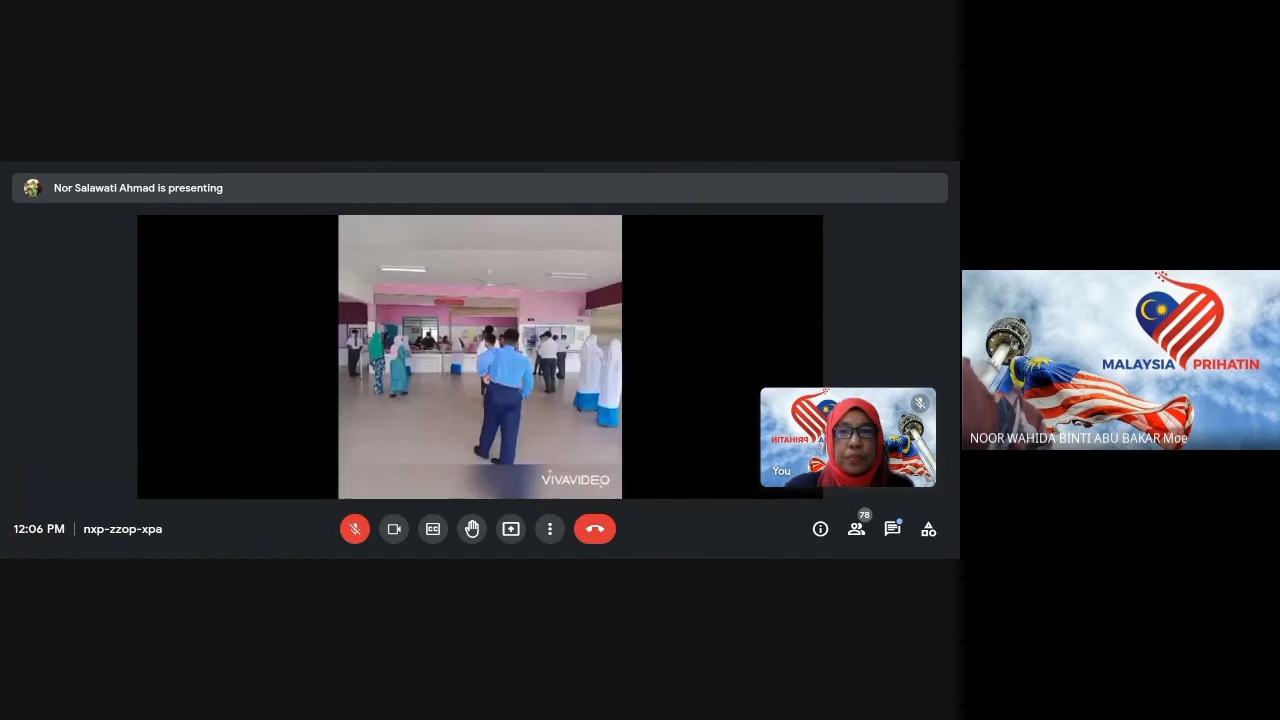 Nor Salawati Ahmad is presenting
VIVAVIDEO
PRIHATIN
You
12:06 PM
nxp-zzop-xpa
CC
78
MALAYSIA PRIHATIN
NOOR WAHIDA BINTI ABU BAKAR Moe